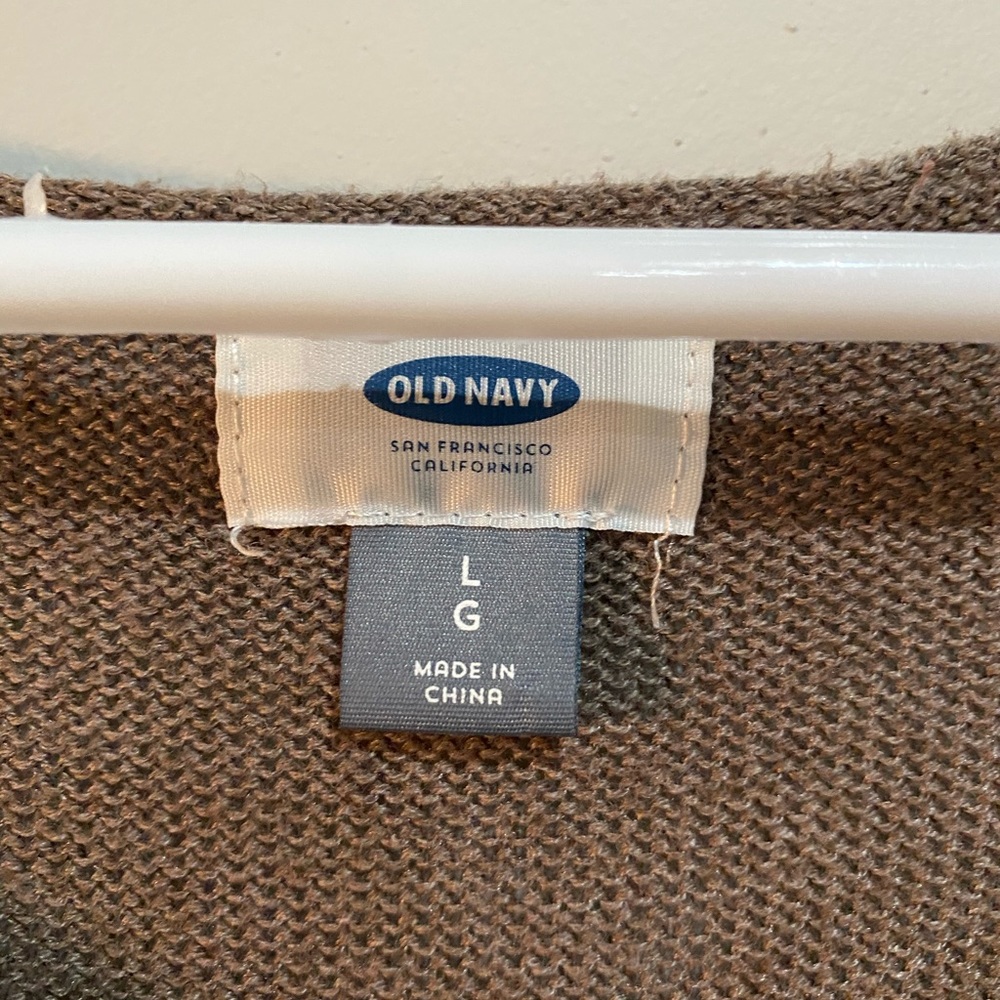 OLD NAVY
SAN FRANCISCO
CALIFORNIA
L
G
MADE IN
CHINA